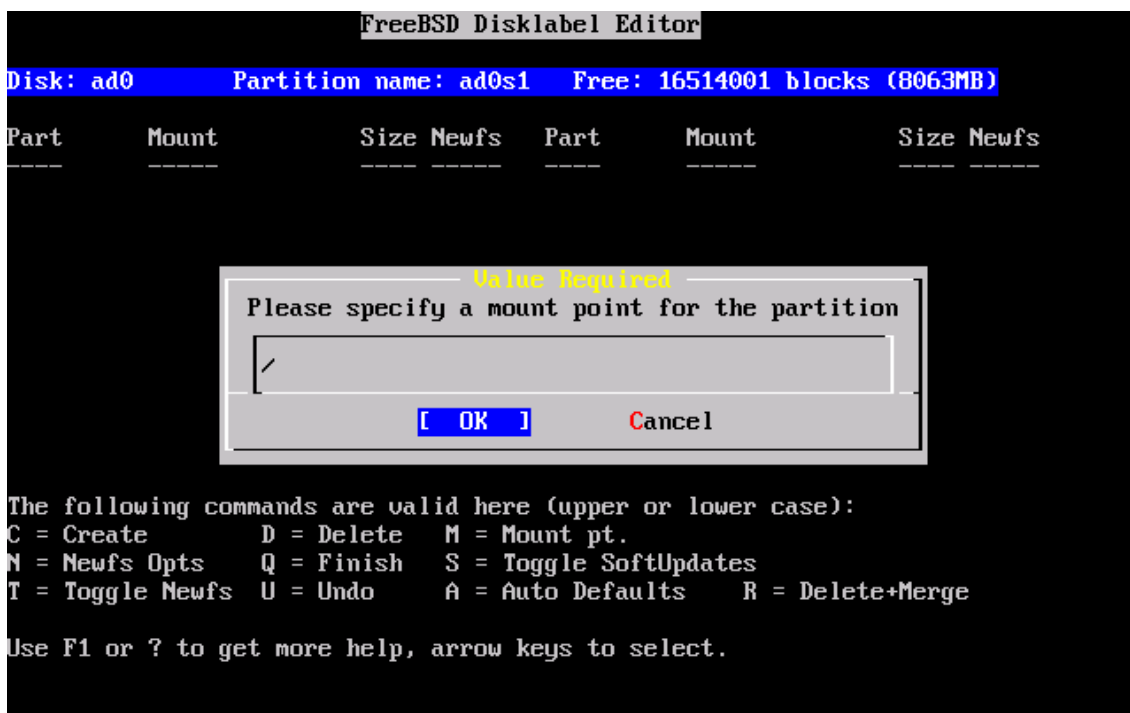 FreeBSD Disklabel Editor
Disk: ad0 Partition name: ad0s1 Free: 16514001 blocks (8063MB)
Part Mount Size Newfs Part Mount Size Newfs
---- ----- ---- ----- ---- ----- ---- -----
Value Required
Please specify a mount point for the partition
/
[ OK ] Cancel
The following commands are valid here (upper or lower case):
C = Create D = Delete M = Mount pt.
N = Newfs Opts Q = Finish S = Toggle SoftUpdates
T = Toggle Newfs U = Undo A = Auto Defaults R = Delete+Merge
Use F1 or ? to get more help, arrow keys to select.